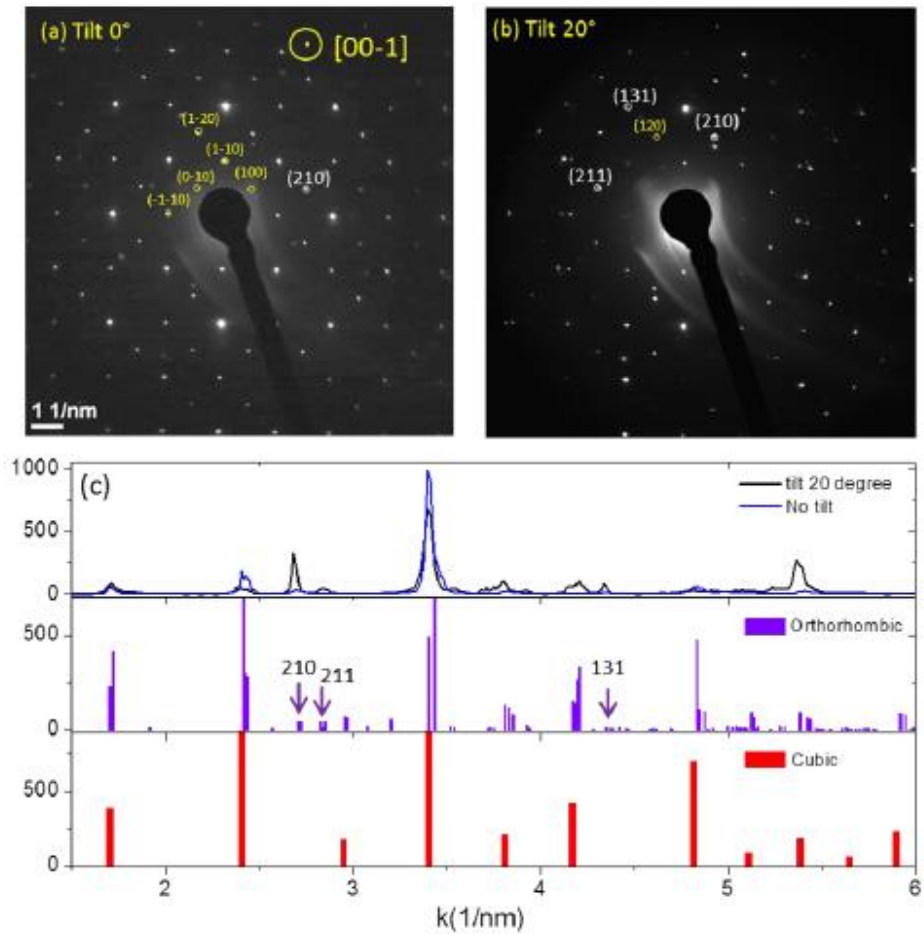 (a) Tilt 0°
[00-1]
(1-20)
(1-10)
(0-10)
(100)
(210)
(-1-10)
1 1/nm
(b) Tilt 20°
(131)
(120)
(210)
(211)
(c)
1000
500
0
tilt 20 degree
No tilt
500
0
210
211
131
Orthorhombic
500
0
Cubic
2
3
4
5
6
k(1/nm)